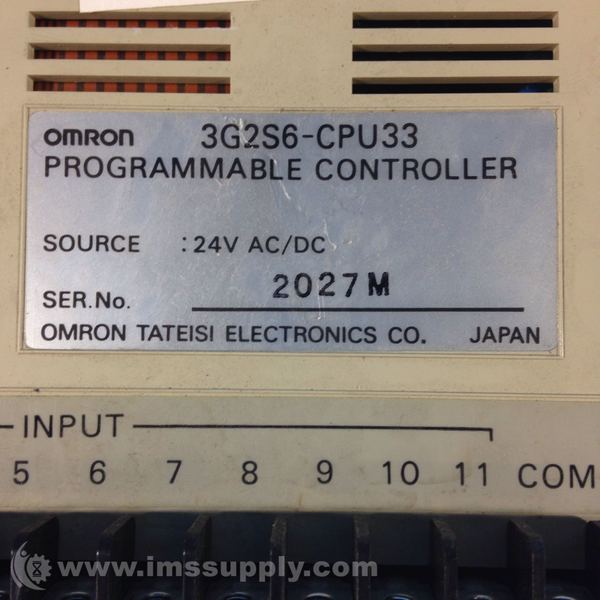 OMRON 3G2S6-CPU33
PROGRAMMABLE CONTROLLER
SOURCE : 24V AC/DC
SER.No. 2027M
OMRON TATEISI ELECTRONICS CO. JAPAN
INPUT
5 6 7 8 9 10 11 COM
www.imssupply.com